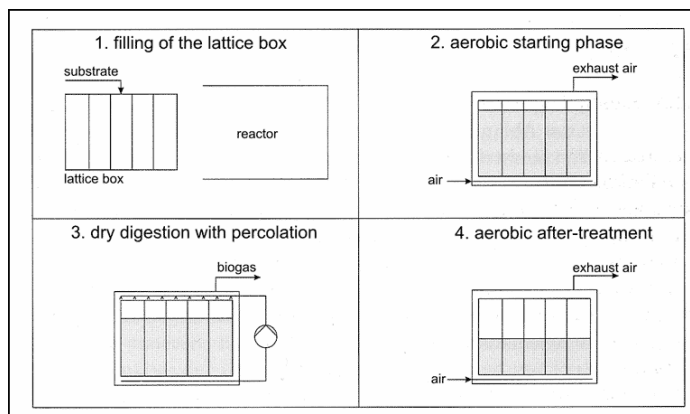 1. filling of the lattice box
substrate
reactor
lattice box
2. aerobic starting phase
exhaust air
air
3. dry digestion with percolation
biogas
4. aerobic after-treatment
exhaust air
air